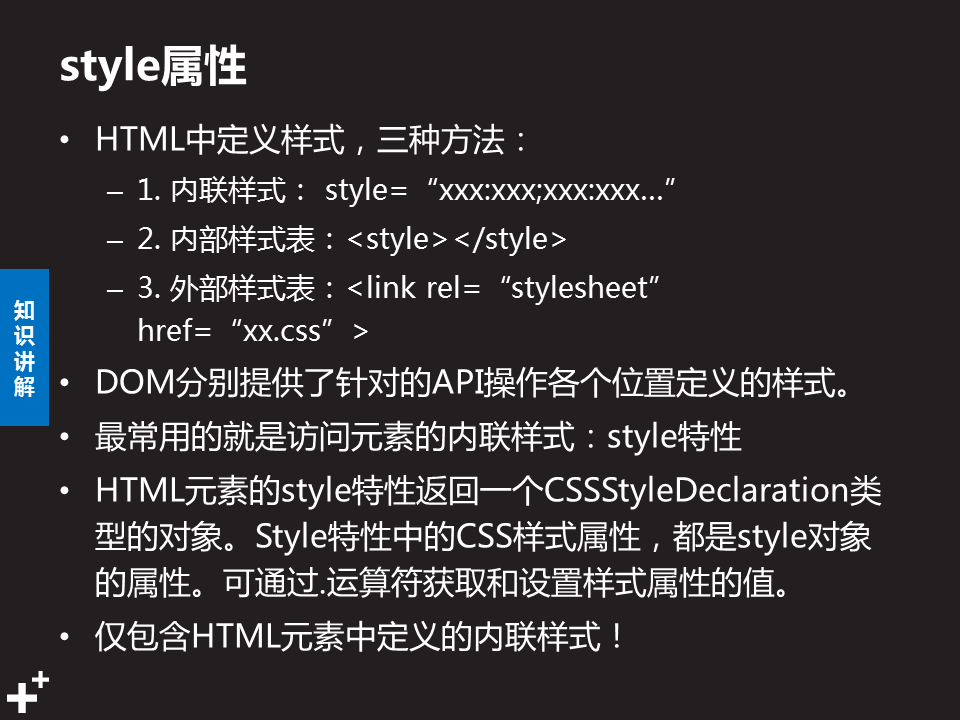 style属性
• HTML中定义样式，三种方法：
– 1. 内联样式： style=“xxx:xxx;xxx:xxx…”
– 2. 内部样式表：<style></style>
– 3. 外部样式表：<link rel=“stylesheet”
href=“xx.css”>
• DOM分别提供了针对的API操作各个位置定义的样式。
• 最常用的就是访问元素的内联样式：style特性
• HTML元素的style特性返回一个CSSStyleDeclaration类
型的对象。Style特性中的CSS样式属性，都是style对象
的属性。可通过.运算符获取和设置样式属性的值。
• 仅包含HTML元素中定义的内联样式！
知
识
讲
解